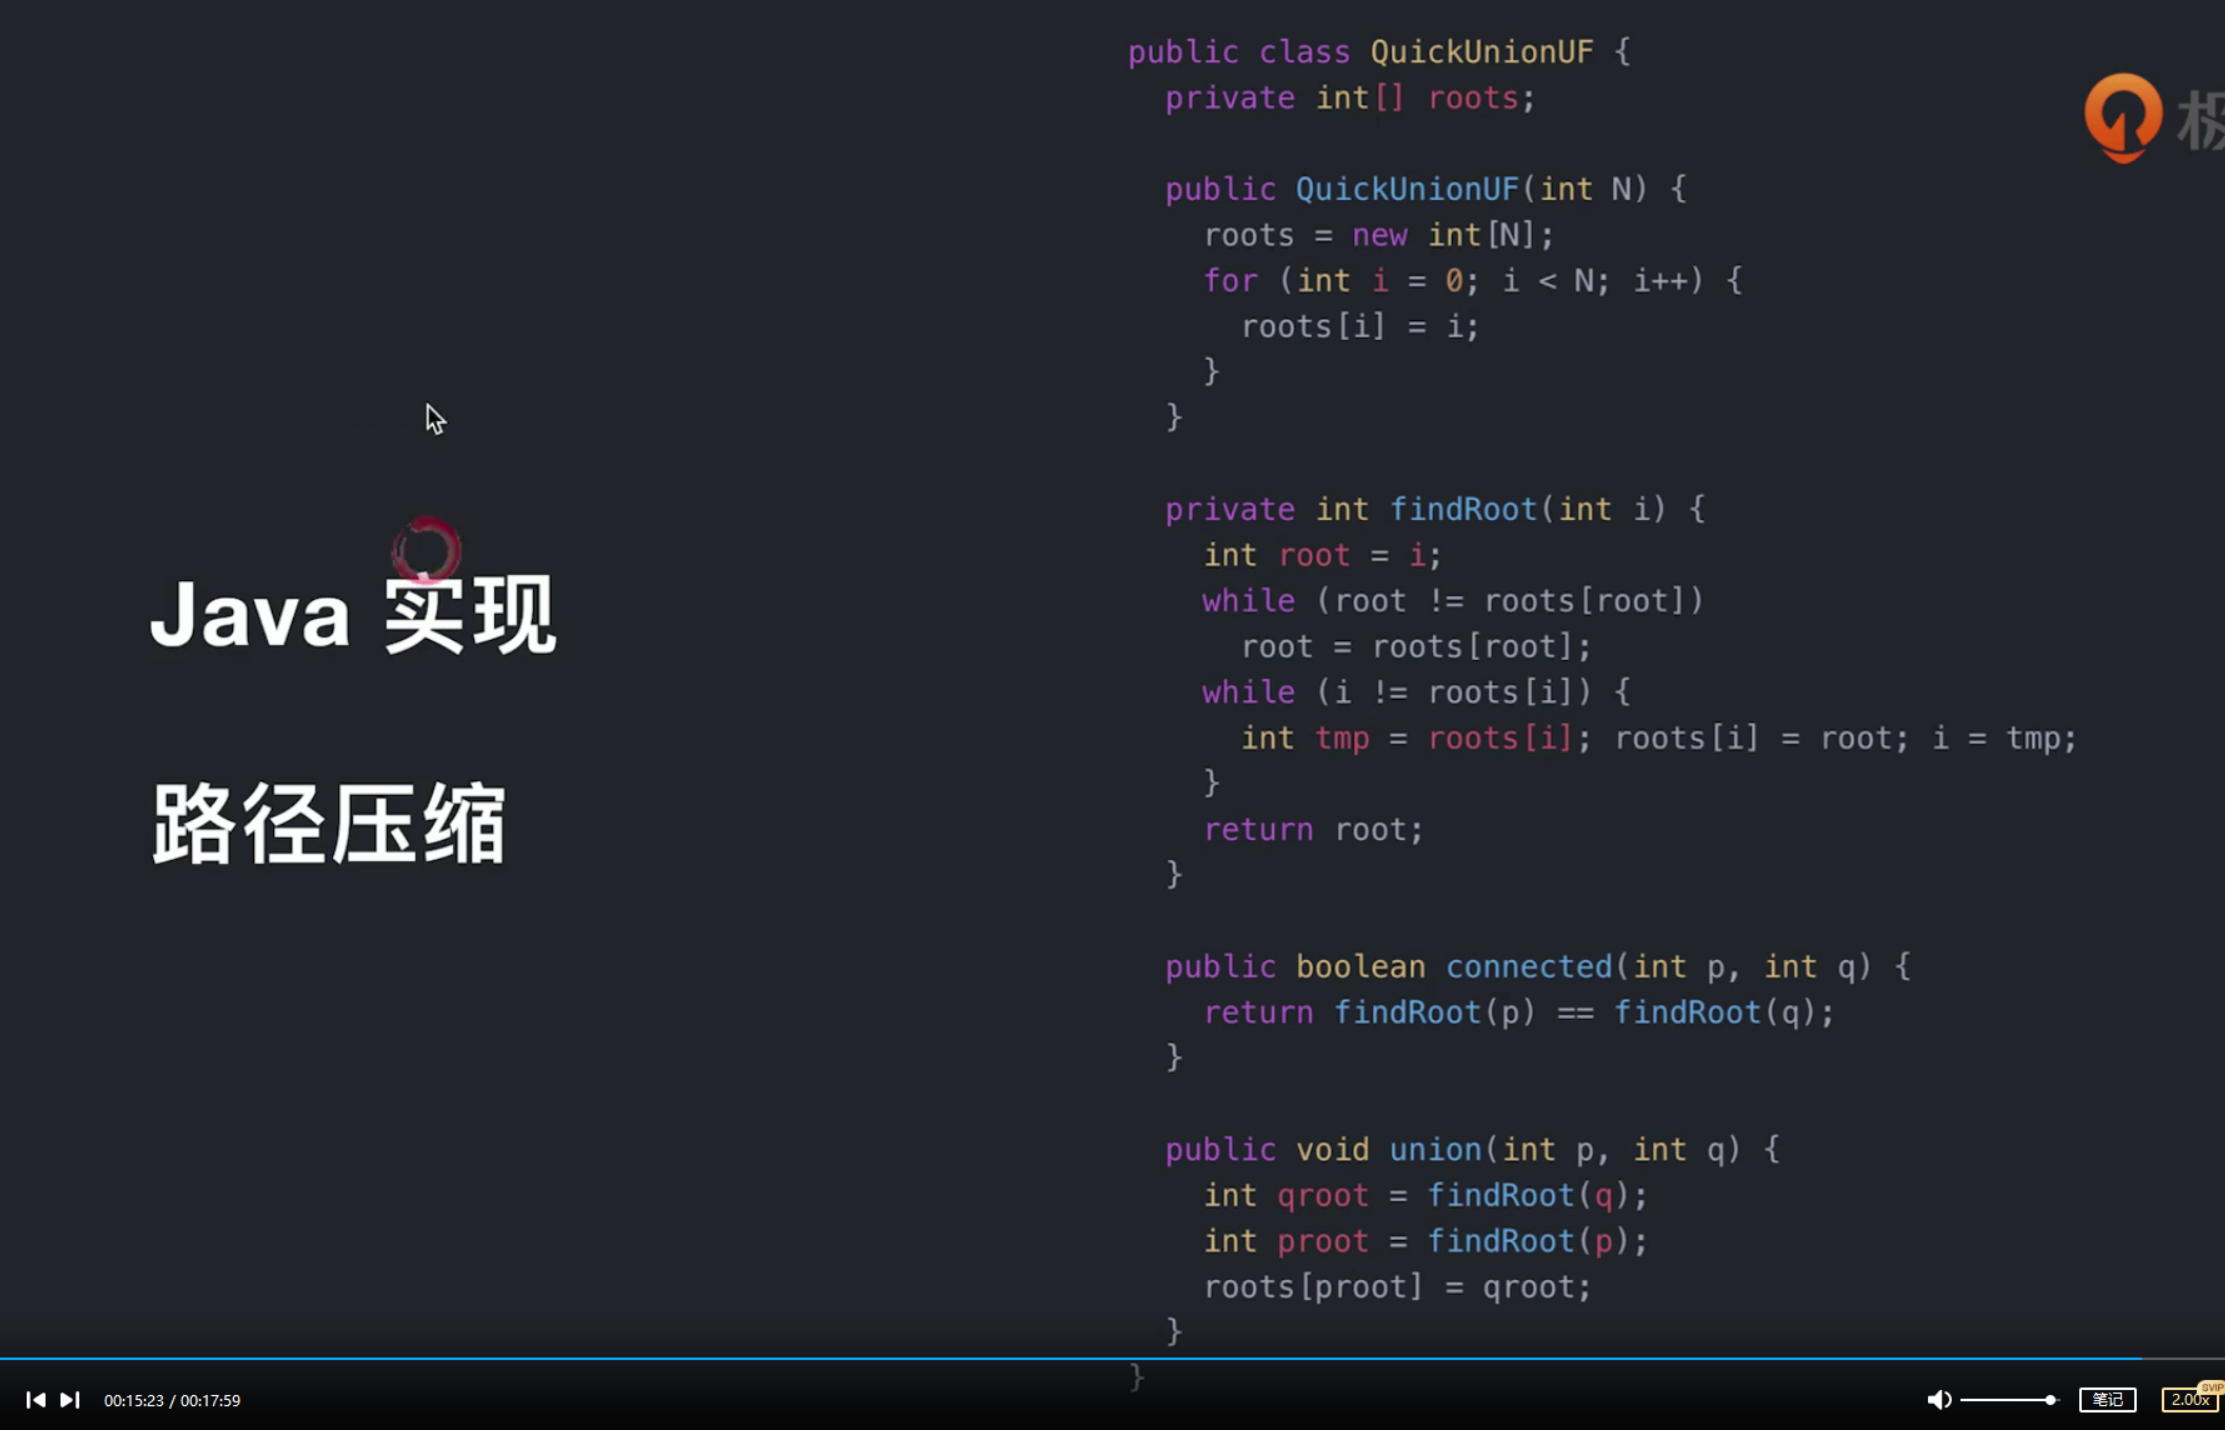 Java 实现
路径压缩
public class QuickUnionUF {
private int[] roots;
public QuickUnionUF(int N) {
roots = new int[N];
for (int i = 0; i < N; i++) {
roots[i] = i;
}
}
private int findRoot(int i) {
int root = i;
while (root != roots[root])
root = roots[root];
while (i != roots[i]) {
int tmp = roots[i]; roots[i] = root; i = tmp;
}
return root;
}
public boolean connected(int p, int q) {
return findRoot(p) == findRoot(q);
}
public void union(int p, int q) {
int qroot = findRoot(q);
int proot = findRoot(p);
roots[proot] = qroot;
}
}
00:15:23 / 00:17:59
笔记
2.00x
SVIP